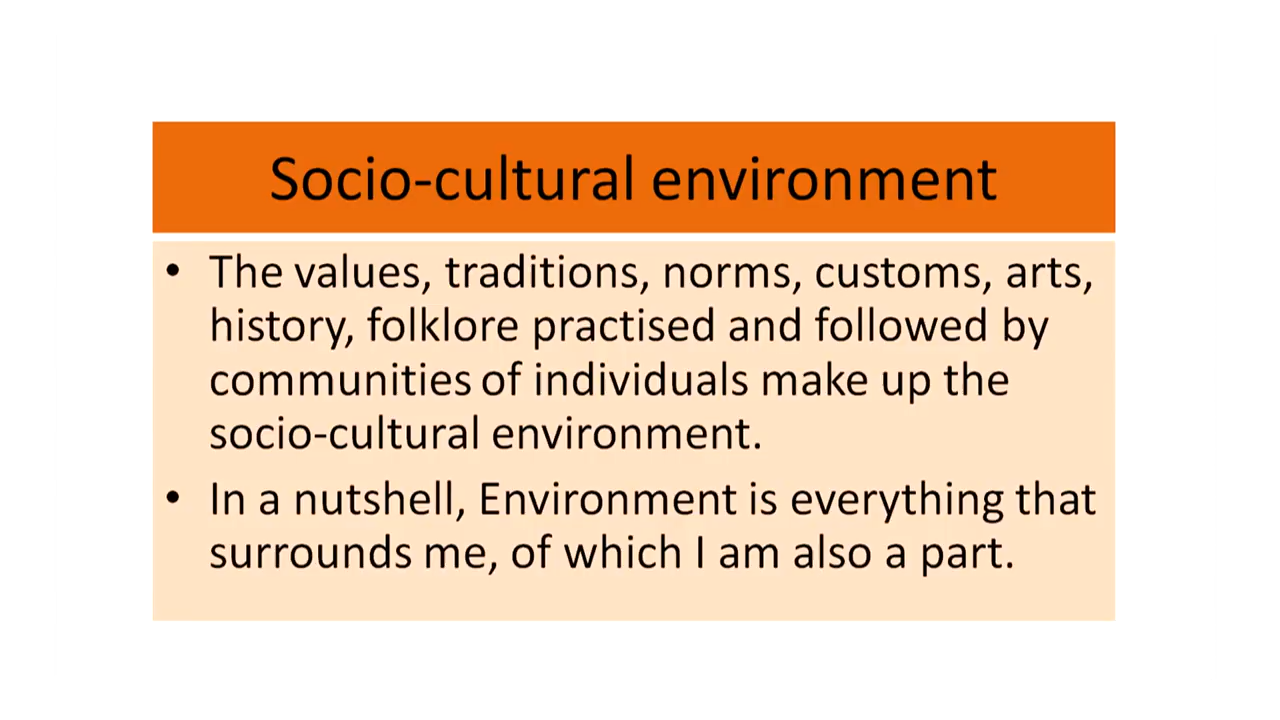 Socio-cultural environment
• The values, traditions, norms, customs, arts,
history, folklore practised and followed by
communities of individuals make up the
socio-cultural environment.
• In a nutshell, Environment is everything that
surrounds me, of which I am also a part.